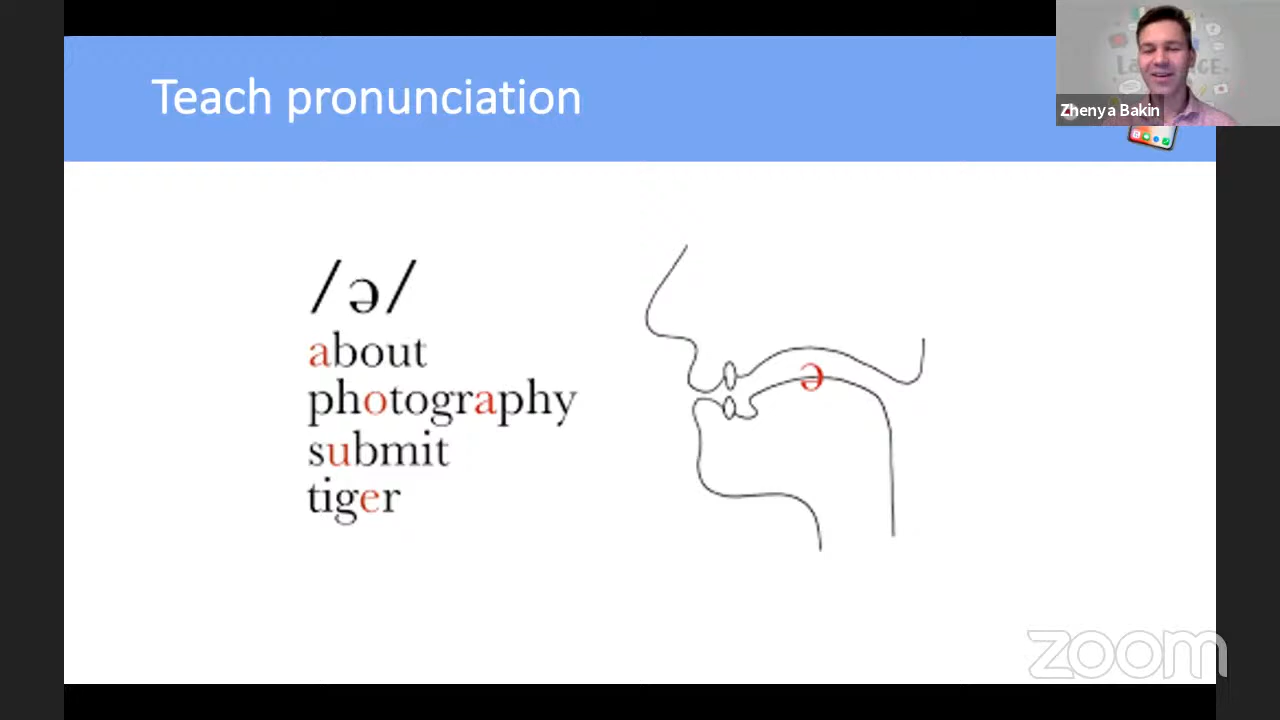 Teach pronunciation
Zhenya Bakin
/ə/
about
photography
submit
tiger
ə
zoom